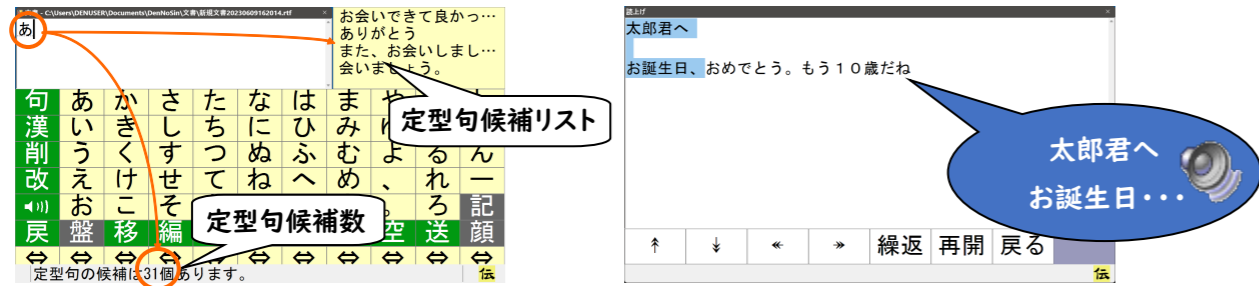 文書 - C:\Users\DENUSER\Documents\DenNoSin\文書\新規文書20230609162014.rtf
あ
お会いできて良かっ…
ありがとう
また、お会いしまし…
会いましょう。
定型句候補リスト
句 あ か さ た な は ま や
漢 い き し ち に ひ み
削 う く す つ ぬ ふ む よ る ん
改 え け せ て ね へ め 、 れ ー
お こ そ 。 ろ 記
戻 盤 移 編 空 送 顔
定型句候補数
⇔ ⇔ ⇔ ⇔ ⇔ ⇔ ⇔ ⇔ ⇔ ⇔ ⇔
定型句の候補は31個あります。
伝
読上げ ×
太郎君へ
お誕生日、おめでとう。もう１０歳だね
太郎君へ
お誕生日・・・
↑ ↓ ← → 繰返 再開 戻る
伝